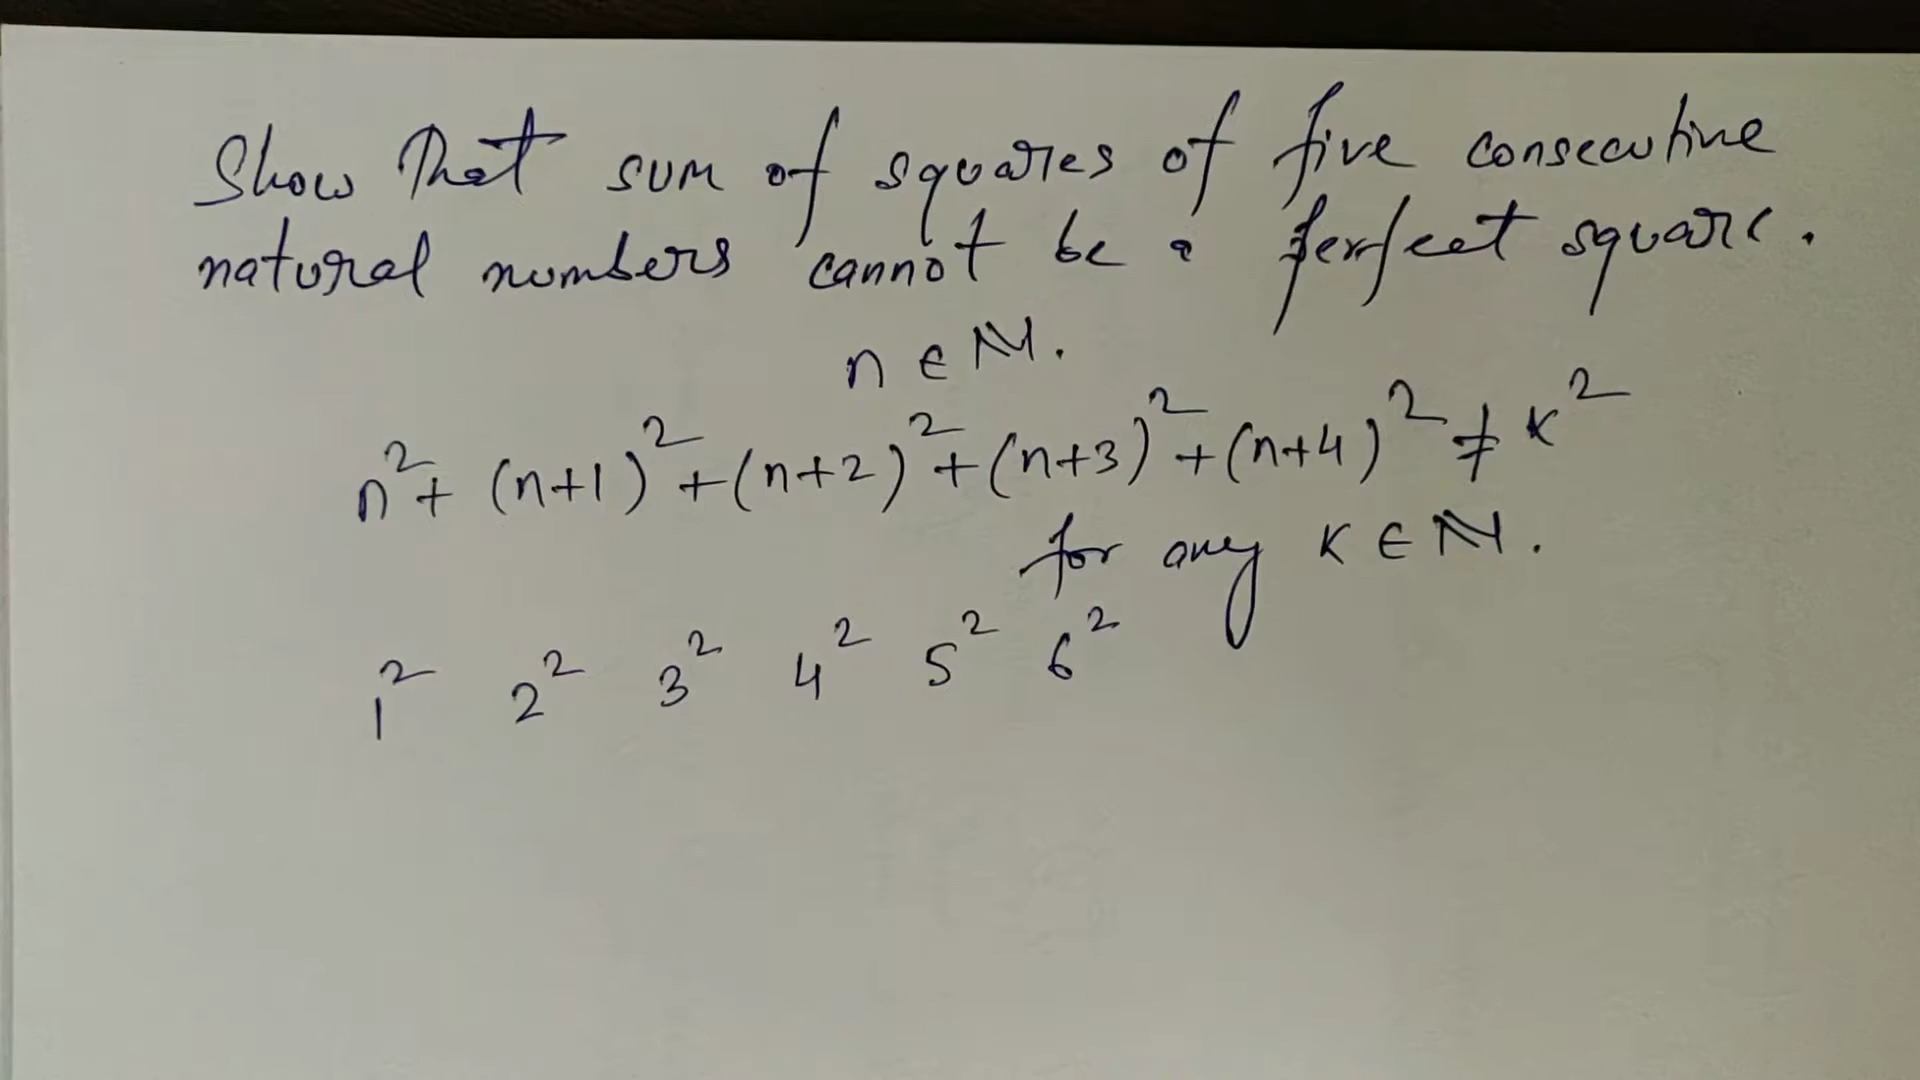 Show that sum of squares of five consecutive
natural numbers cannot be a perfect square.
n ∈ ℕ.
n² + (n+1)² + (n+2)² + (n+3)² + (n+4)² ≠ k²
for any k ∈ ℕ.
1² 2² 3² 4² 5² 6²